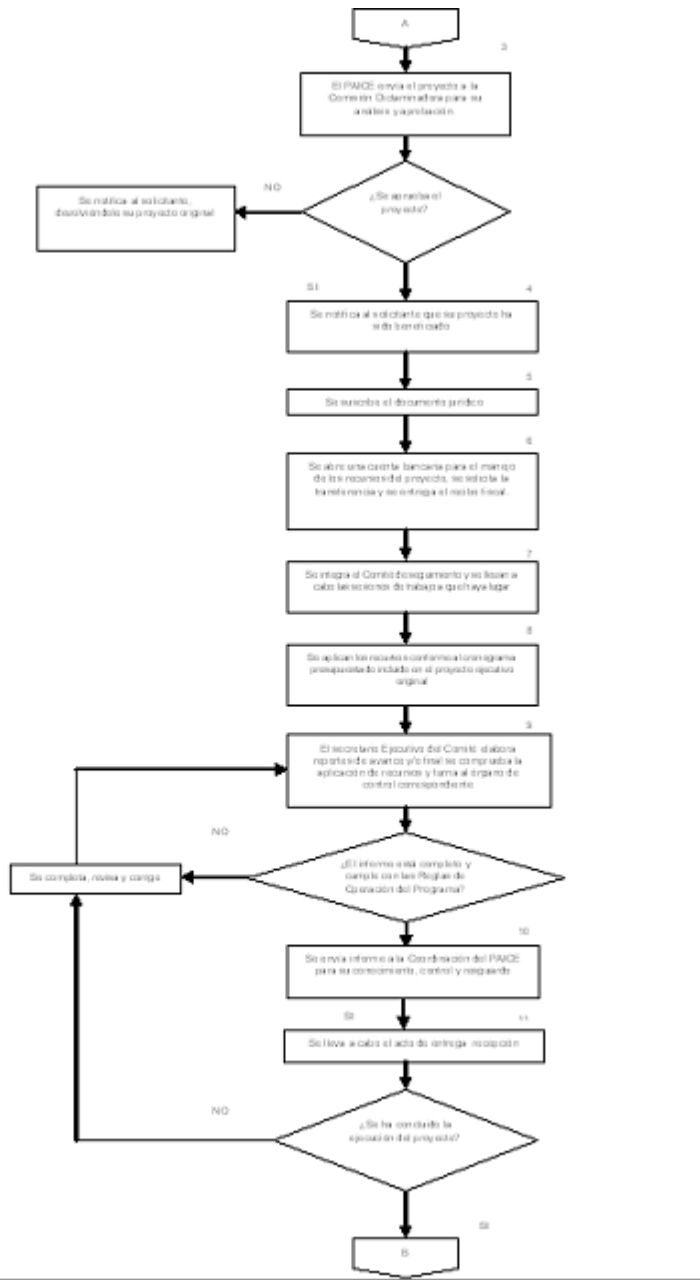 A
3
El PAICE envía el proyecto a la
Comisión Dictaminadora para su
análisis y aprobación.
¿Se aprueba el
proyecto?
NO
Se notifica al solicitante,
devolviéndole su proyecto original
SI
4
Se notifica al solicitante que su proyecto ha
sido beneficiado
5
Se suscribe el documento jurídico
6
Se abre una cuenta bancaria para el manejo
de los recursos del proyecto, se solicita la
transferencia y se entrega el recibo fiscal.
7
Se integra el Comité de seguimiento y se llevan a
cabo las sesiones de trabajo a que haya lugar
8
Se aplican los recursos conforme al cronograma
presupuestado incluido en el proyecto ejecutivo
original
9
El secretario Ejecutivo del Comité elabora
reportes de avance y/o final se comprueba la
aplicación de recursos y turna al órgano de
control correspondiente
NO
¿El informe está completo y
cumple con las Reglas de
Operación del Programa?
Se completa, revisa y corrige
10
Se envía informe a la Coordinación del PAICE
para su conocimiento, control y resguardo
SI
11
Se lleva a cabo el acto de entrega recepción
NO
¿Se ha concluido la
ejecución del proyecto?
SI
B